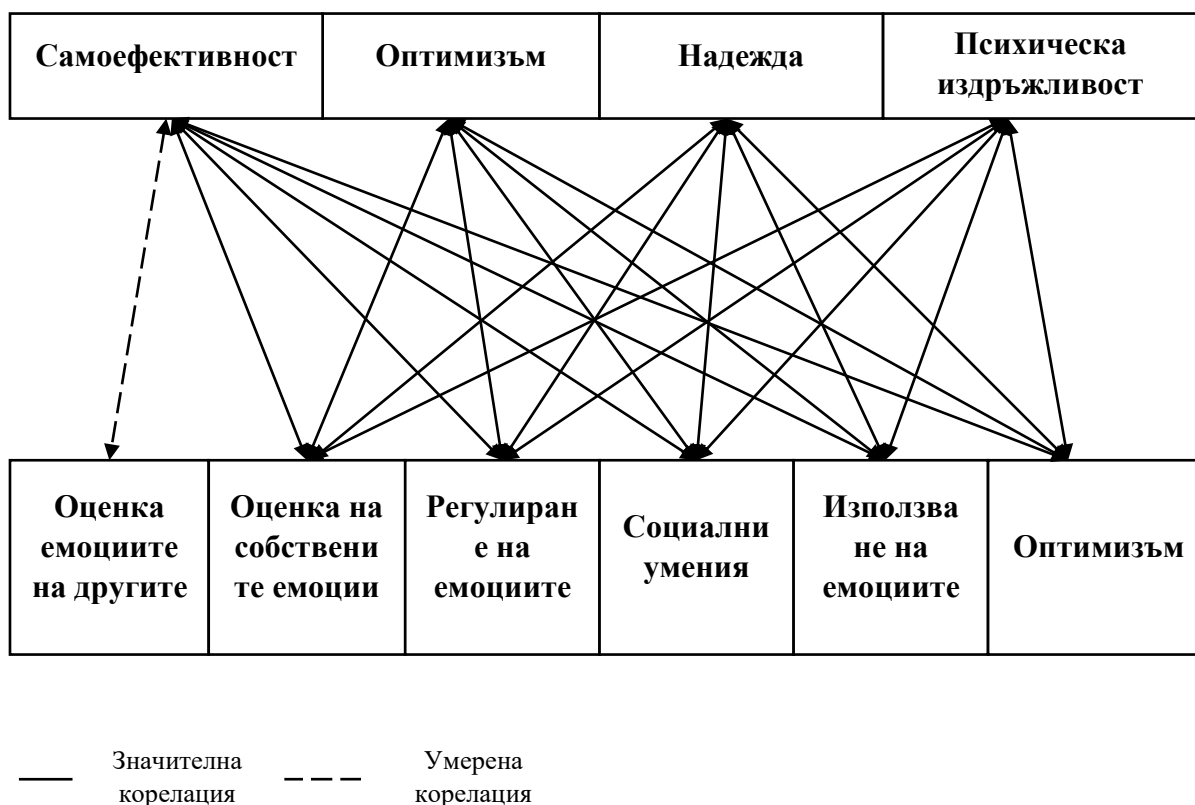 Самоефективност
Оптимизъм
Надежда
Психическа
издръжливост
Оценка
емоциите
на другите
Оценка на
собствени
те емоции
Регулиран
е на
емоциите
Социални
умения
Използва
не на
емоциите
Оптимизъм
Значителна
корелация
Умерена
корелация